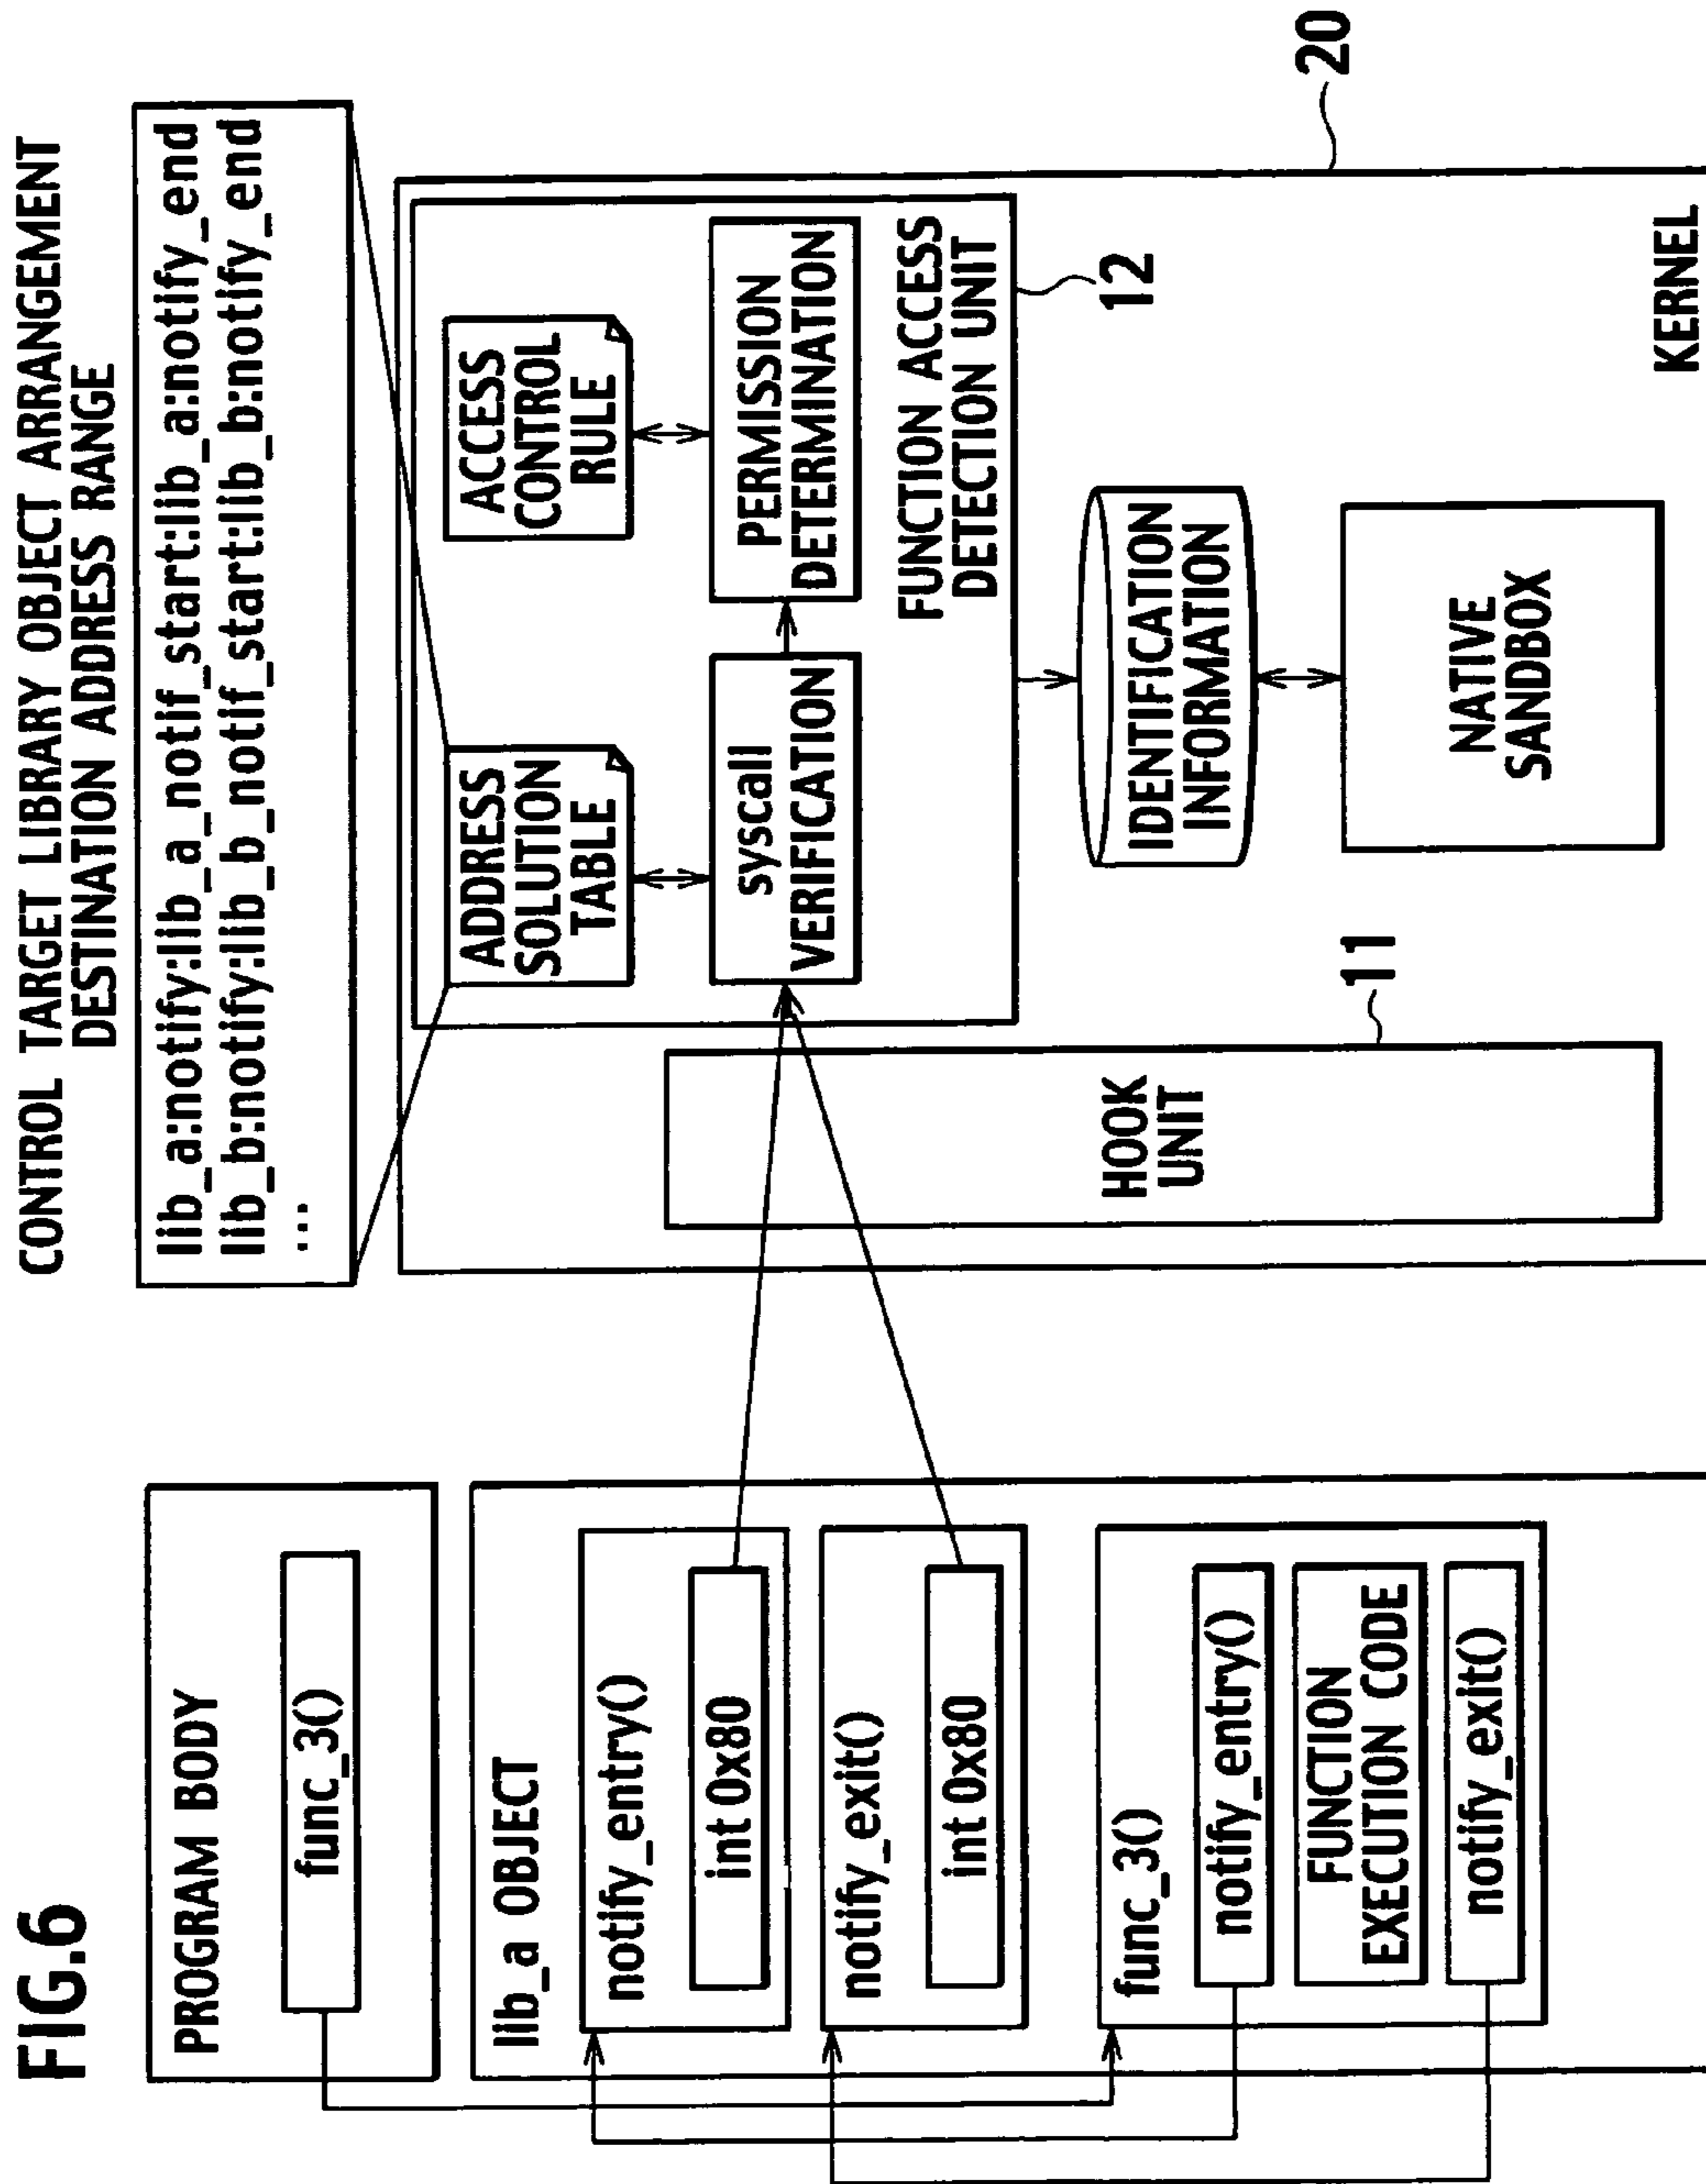 FIG.6
PROGRAM BODY
func_3()
lib_a OBJECT
notify_entry()
int 0x80
notify_exit()
int 0x80
func_3()
notify_entry()
FUNCTION
EXECUTION CODE
notify_exit()
CONTROL TARGET LIBRARY OBJECT ARRANGEMENT
DESTINATION ADDRESS RANGE
lib_a:notify:lib_a_notif_start:lib_a:notify_end
lib_b:notify:lib_b_notif_start:lib_b:notify_end
...
ADDRESS
SOLUTION
TABLE
ACCESS
CONTROL
RULE
syscall
VERIFICATION
PERMISSION
DETERMINATION
FUNCTION ACCESS
DETECTION UNIT
12
HOOK
UNIT
11
IDENTIFICATION
INFORMATION
NATIVE
SANDBOX
KERNEL
20